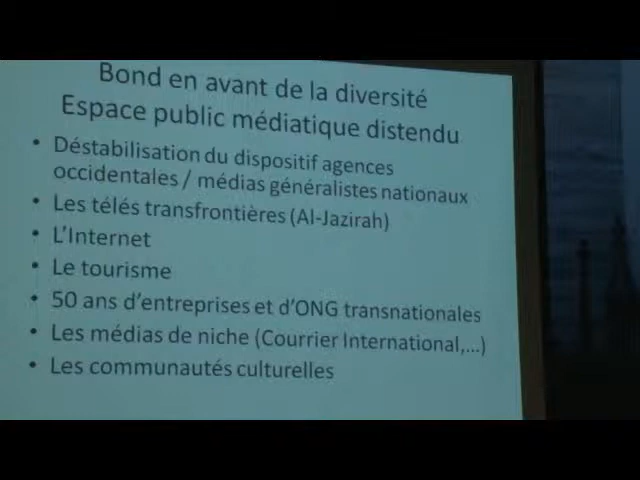 Bond en avant de la diversité
Espace public médiatique distendu
• Déstabilisation du dispositif agences
occidentales / médias généralistes nationaux
• Les télés transfrontières (Al-Jazirah)
• L'Internet
• Le tourisme
• 50 ans d'entreprises et d'ONG transnationales
• Les médias de niche (Courrier International,...)
• Les communautés culturelles